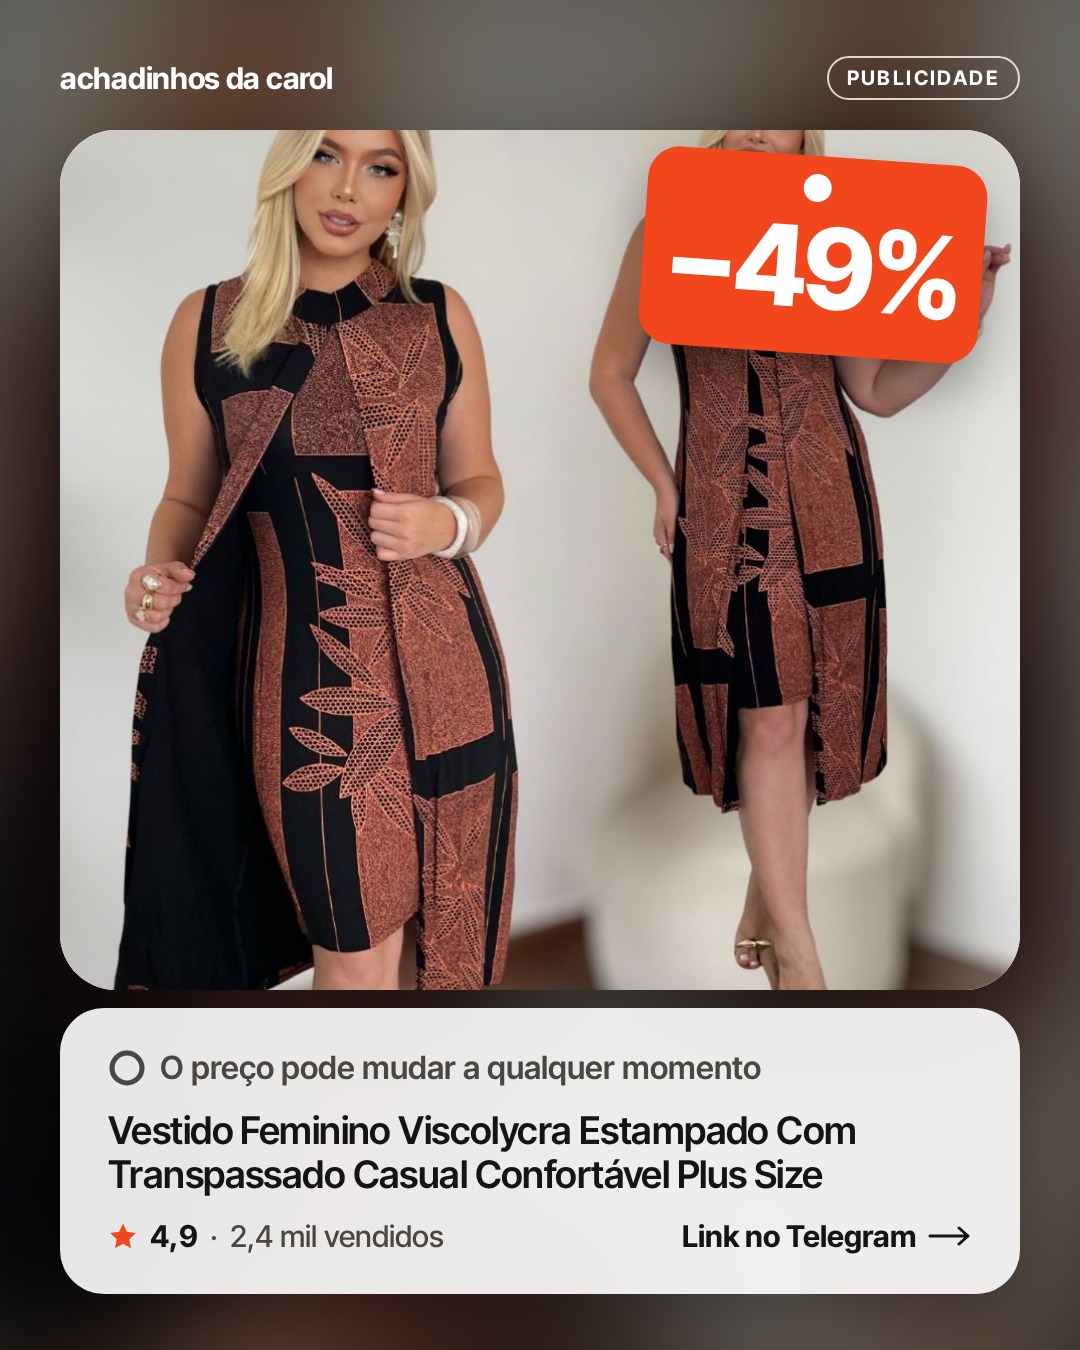 achadinhos da carol
PUBLICIDADE
–49%
O preço pode mudar a qualquer momento
Vestido Feminino Viscolycra Estampado Com
Transpassado Casual Confortável Plus Size
4,9 · 2,4 mil vendidos
Link no Telegram →